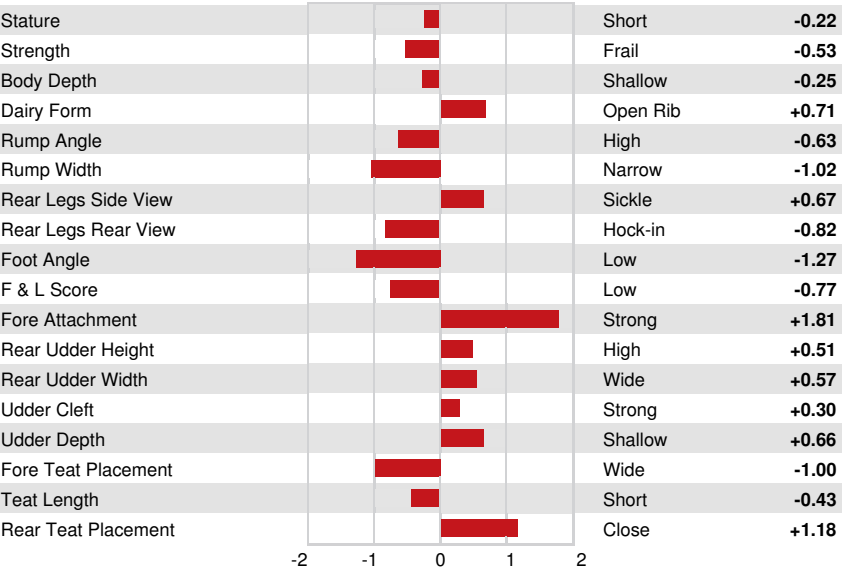 Stature Short -0.22
Strength Frail -0.53
Body Depth Shallow -0.25
Dairy Form Open Rib +0.71
Rump Angle High -0.63
Rump Width Narrow -1.02
Rear Legs Side View Sickle +0.67
Rear Legs Rear View Hock-in -0.82
Foot Angle Low -1.27
F & L Score Low -0.77
Fore Attachment Strong +1.81
Rear Udder Height High +0.51
Rear Udder Width Wide +0.57
Udder Cleft Strong +0.30
Udder Depth Shallow +0.66
Fore Teat Placement Wide -1.00
Teat Length Short -0.43
Rear Teat Placement Close +1.18
-2 -1 0 1 2